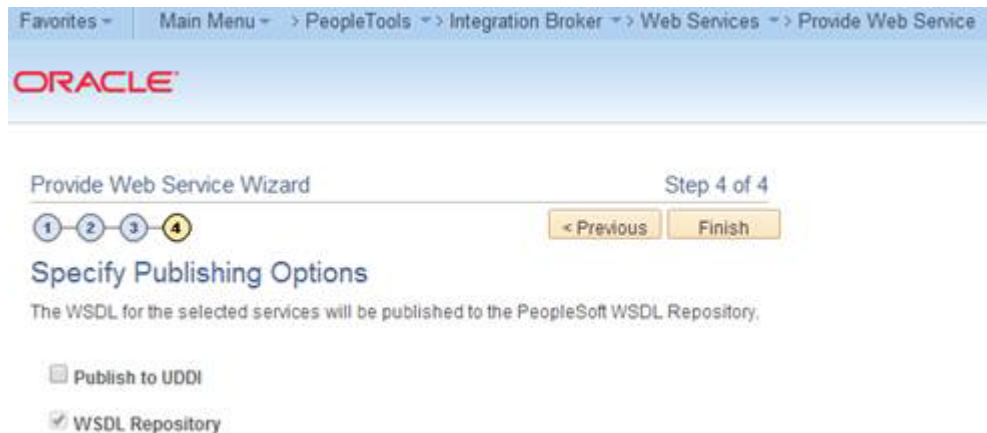 Favorites Main Menu > PeopleTools > Integration Broker > Web Services > Provide Web Service
ORACLE
Provide Web Service Wizard Step 4 of 4
1 2 3 4 < Previous Finish
Specify Publishing Options
The WSDL for the selected services will be published to the PeopleSoft WSDL Repository.
Publish to UDDI
WSDL Repository